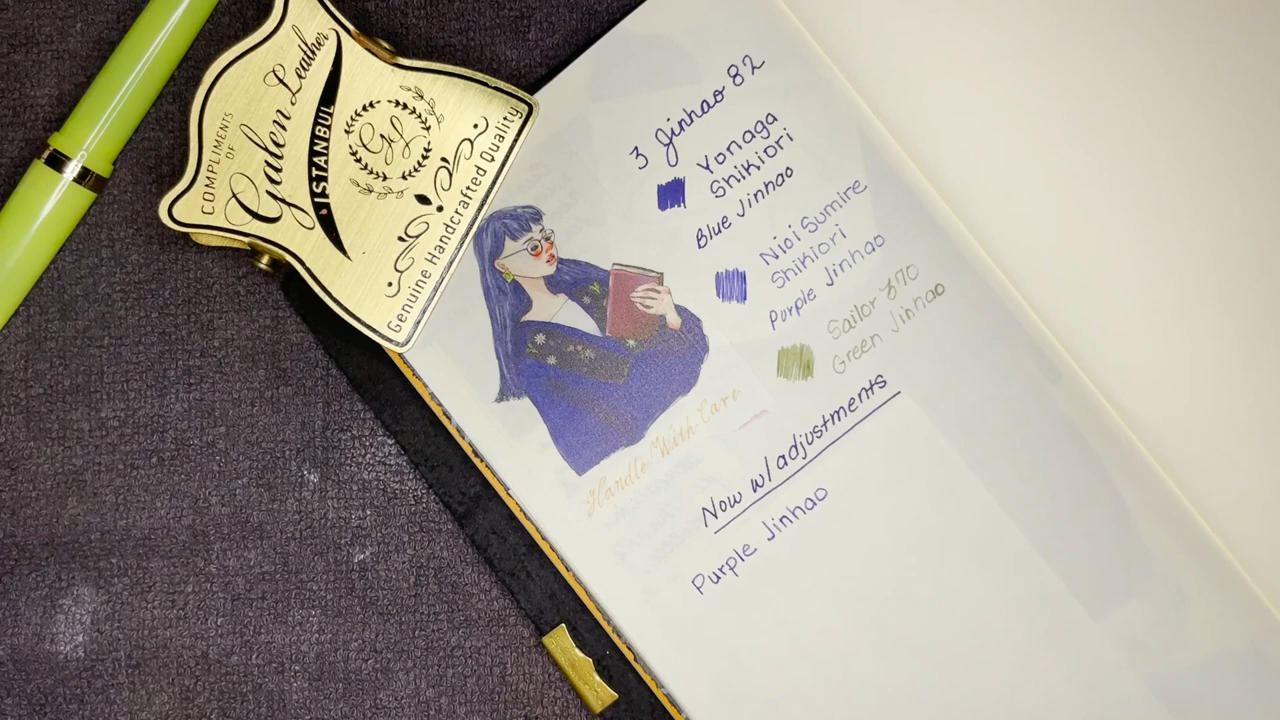 COMPLIMENTS
OF
Galen Leather
ISTANBUL
GL
Genuine Handcrafted Quality
3 Jinhao 82
Yonaga
Shikiori
Blue Jinhao
Nioi Sumire
Shikiori
Purple Jinhao
Sailor 370
Green Jinhao
Handle With Care
Now w/ adjustments
Purple Jinhao